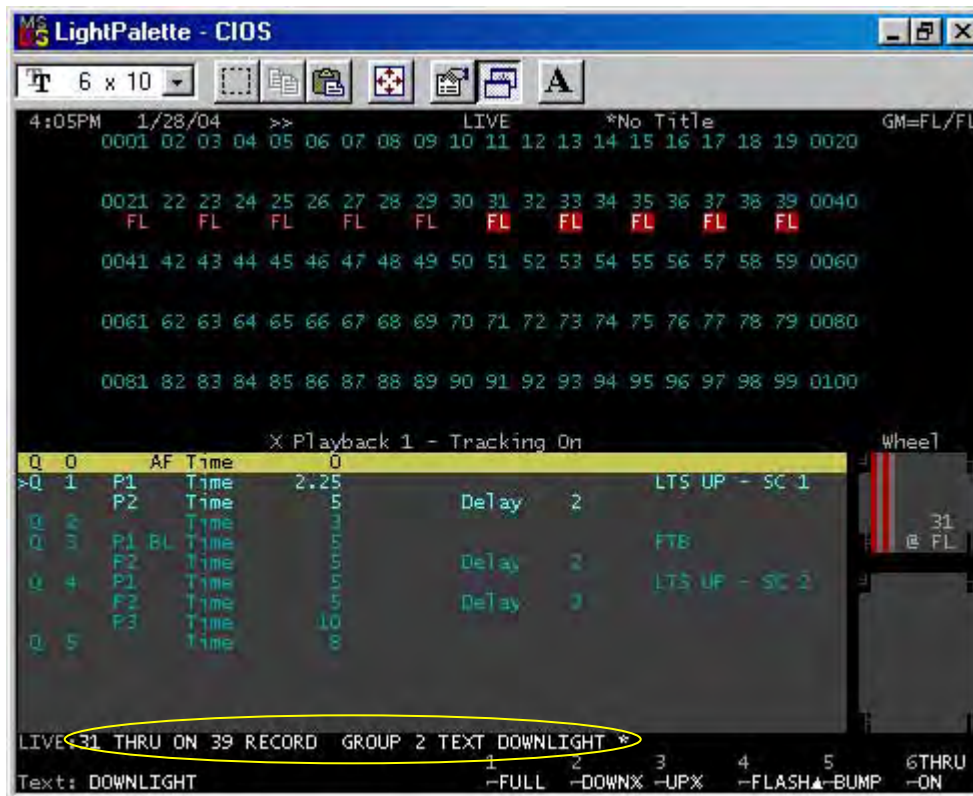 LightPalette - CIOS
6 x 10
4:05PM 1/28/04 >> LIVE *No Title GM=FL/FL
0001 02 03 04 05 06 07 08 09 10 11 12 13 14 15 16 17 18 19 0020
0021 22 23 24 25 26 27 28 29 30 31 32 33 34 35 36 37 38 39 0040
FL FL FL FL FL FL FL FL FL FL
0041 42 43 44 45 46 47 48 49 50 51 52 53 54 55 56 57 58 59 0060
0061 62 63 64 65 66 67 68 69 70 71 72 73 74 75 76 77 78 79 0080
0081 82 83 84 85 86 87 88 89 90 91 92 93 94 95 96 97 98 99 0100
X Playback 1 - Tracking On Wheel
Q 0 AF Time 0
>Q 1 P1 Time 2.25 LTS UP - SC 1
P2 Time 5 Delay 2
Q 2 Time 3
31
Q 3 P1 BL Time 5 FTB
@ FL
P2 Time 5 Delay 2
Q 4 P1 Time 5 LTS UP - SC 2
P2 Time 5 Delay
P3 Time 10
Q 5 Time 8
LIVE:31 THRU ON 39 RECORD GROUP 2 TEXT DOWNLIGHT *
1 2 3 4 5 6THRU
Text: DOWNLIGHT ⌐FULL ⌐DOWN% ⌐UP% ⌐FLASH▲⌐BUMP ⌐ON